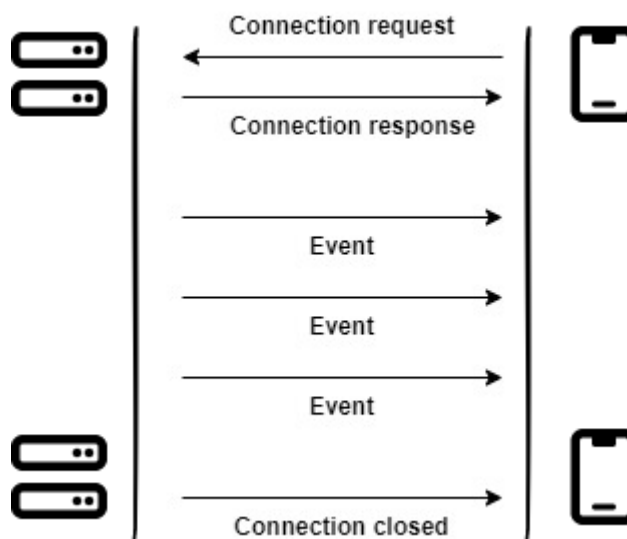 Connection request
Connection response
Event
Event
Event
Connection closed